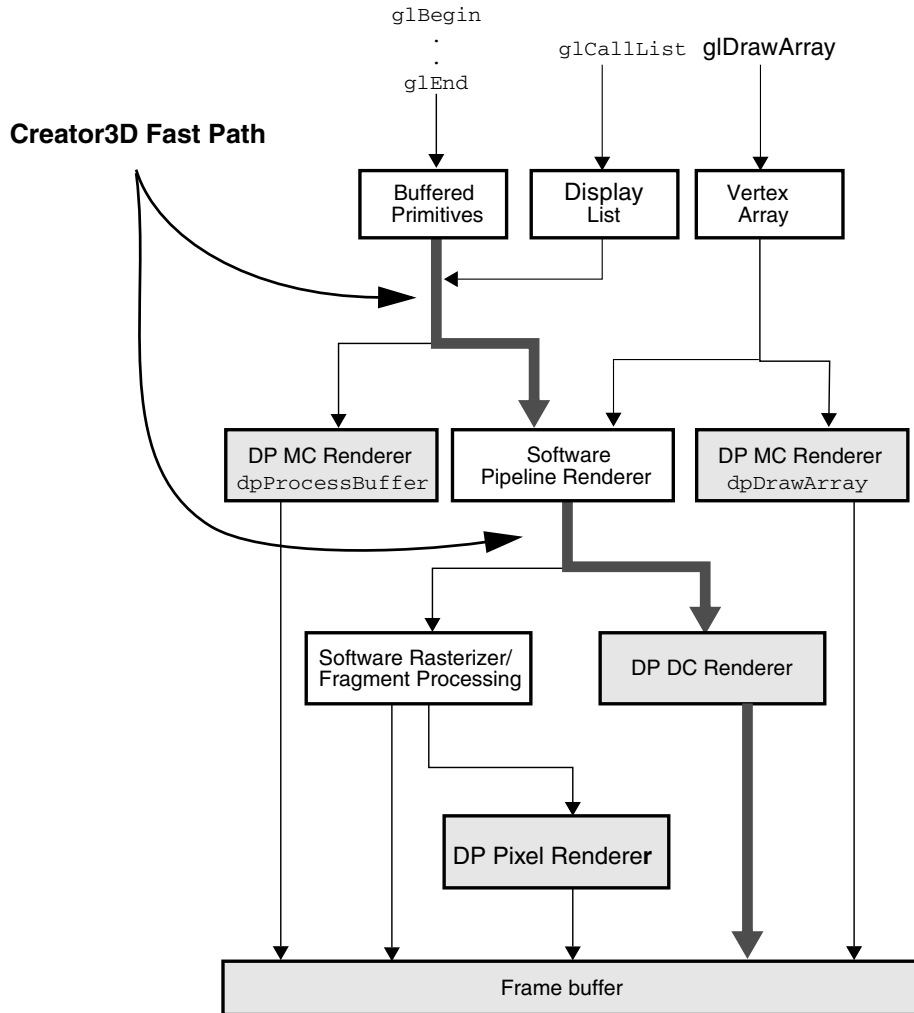 glBegin
.
.
glEnd
glCallList
glDrawArray
Creator3D Fast Path
Buffered
Primitives
Display
List
Vertex
Array
DP MC Renderer
dpProcessBuffer
Software
Pipeline Renderer
DP MC Renderer
dpDrawArray
Software Rasterizer/
Fragment Processing
DP DC Renderer
DP Pixel Renderer
Frame buffer